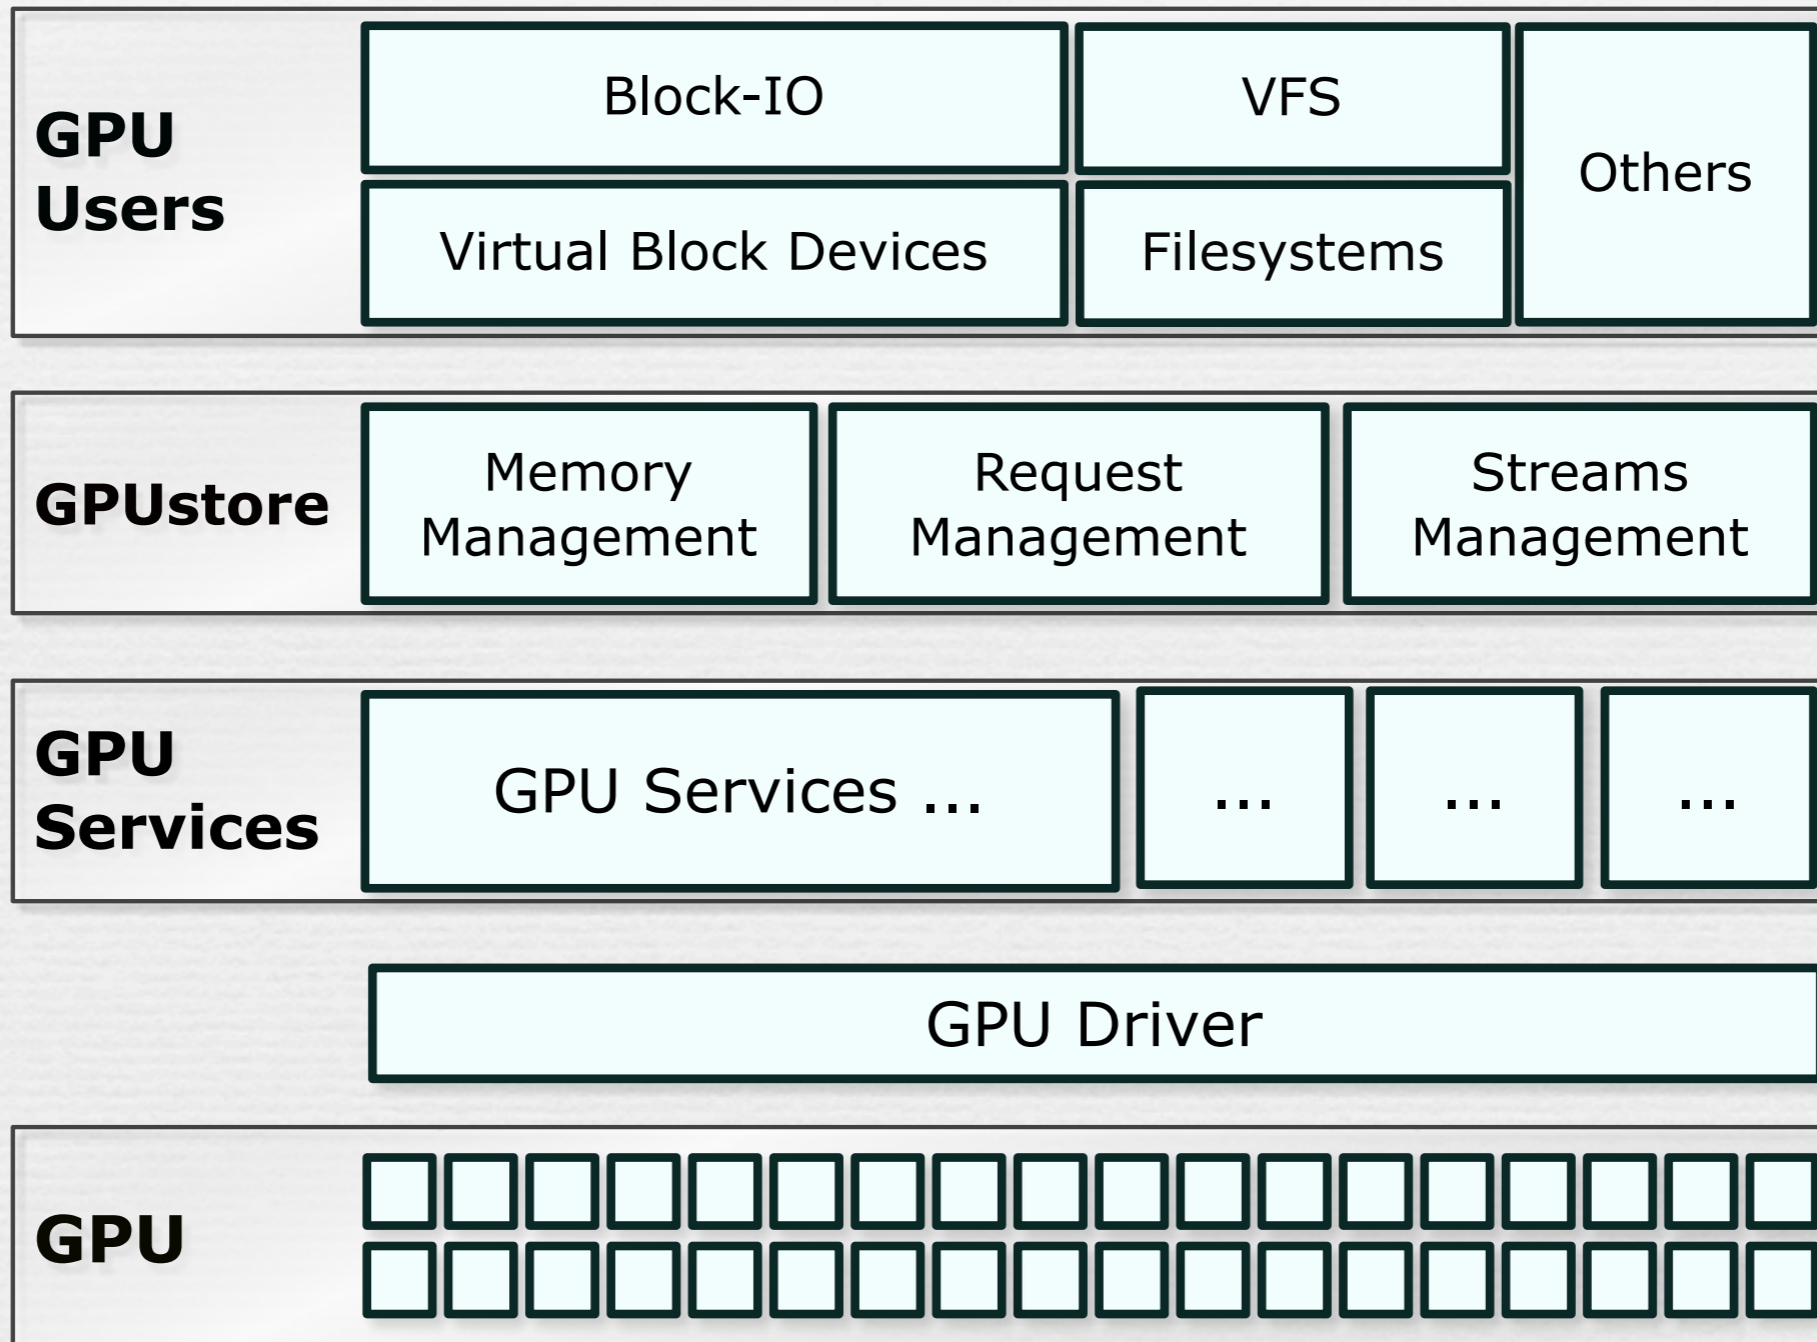 GPU
Users
Block-IO
VFS
Others
Virtual Block Devices
Filesystems
GPUstore
Memory
Management
Request
Management
Streams
Management
GPU
Services
GPU Services ...
...
...
...
GPU Driver
GPU